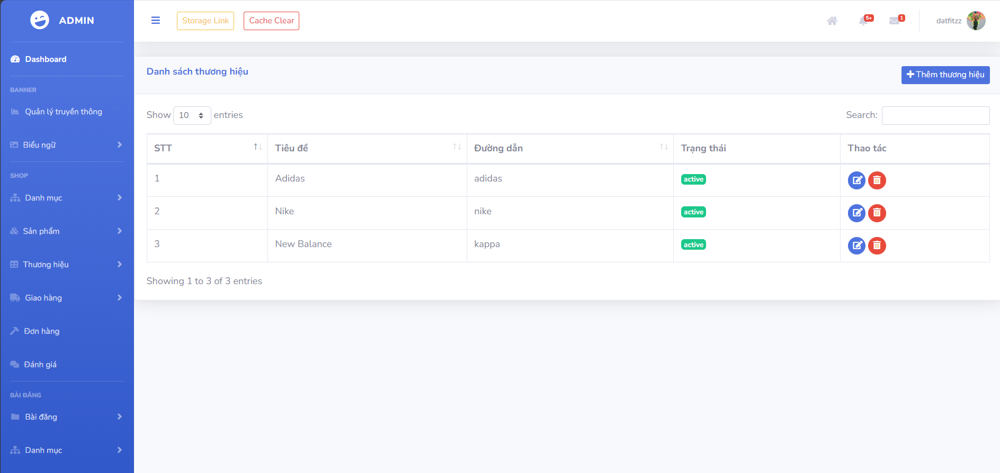 ADMIN
Storage Link
Cache Clear
5+
1
datfitzz
Dashboard
BANNER
Quản lý truyền thông
Biểu ngữ
SHOP
Danh mục
Sản phẩm
Thương hiệu
Giao hàng
Đơn hàng
Đánh giá
BÀI ĐĂNG
Bài đăng
Danh mục
Danh sách thương hiệu
Thêm thương hiệu
Show 10 entries
Search:
STT Tiêu đề Đường dẫn Trạng thái Thao tác
1 Adidas adidas active
2 Nike nike active
3 New Balance kappa active
Showing 1 to 3 of 3 entries